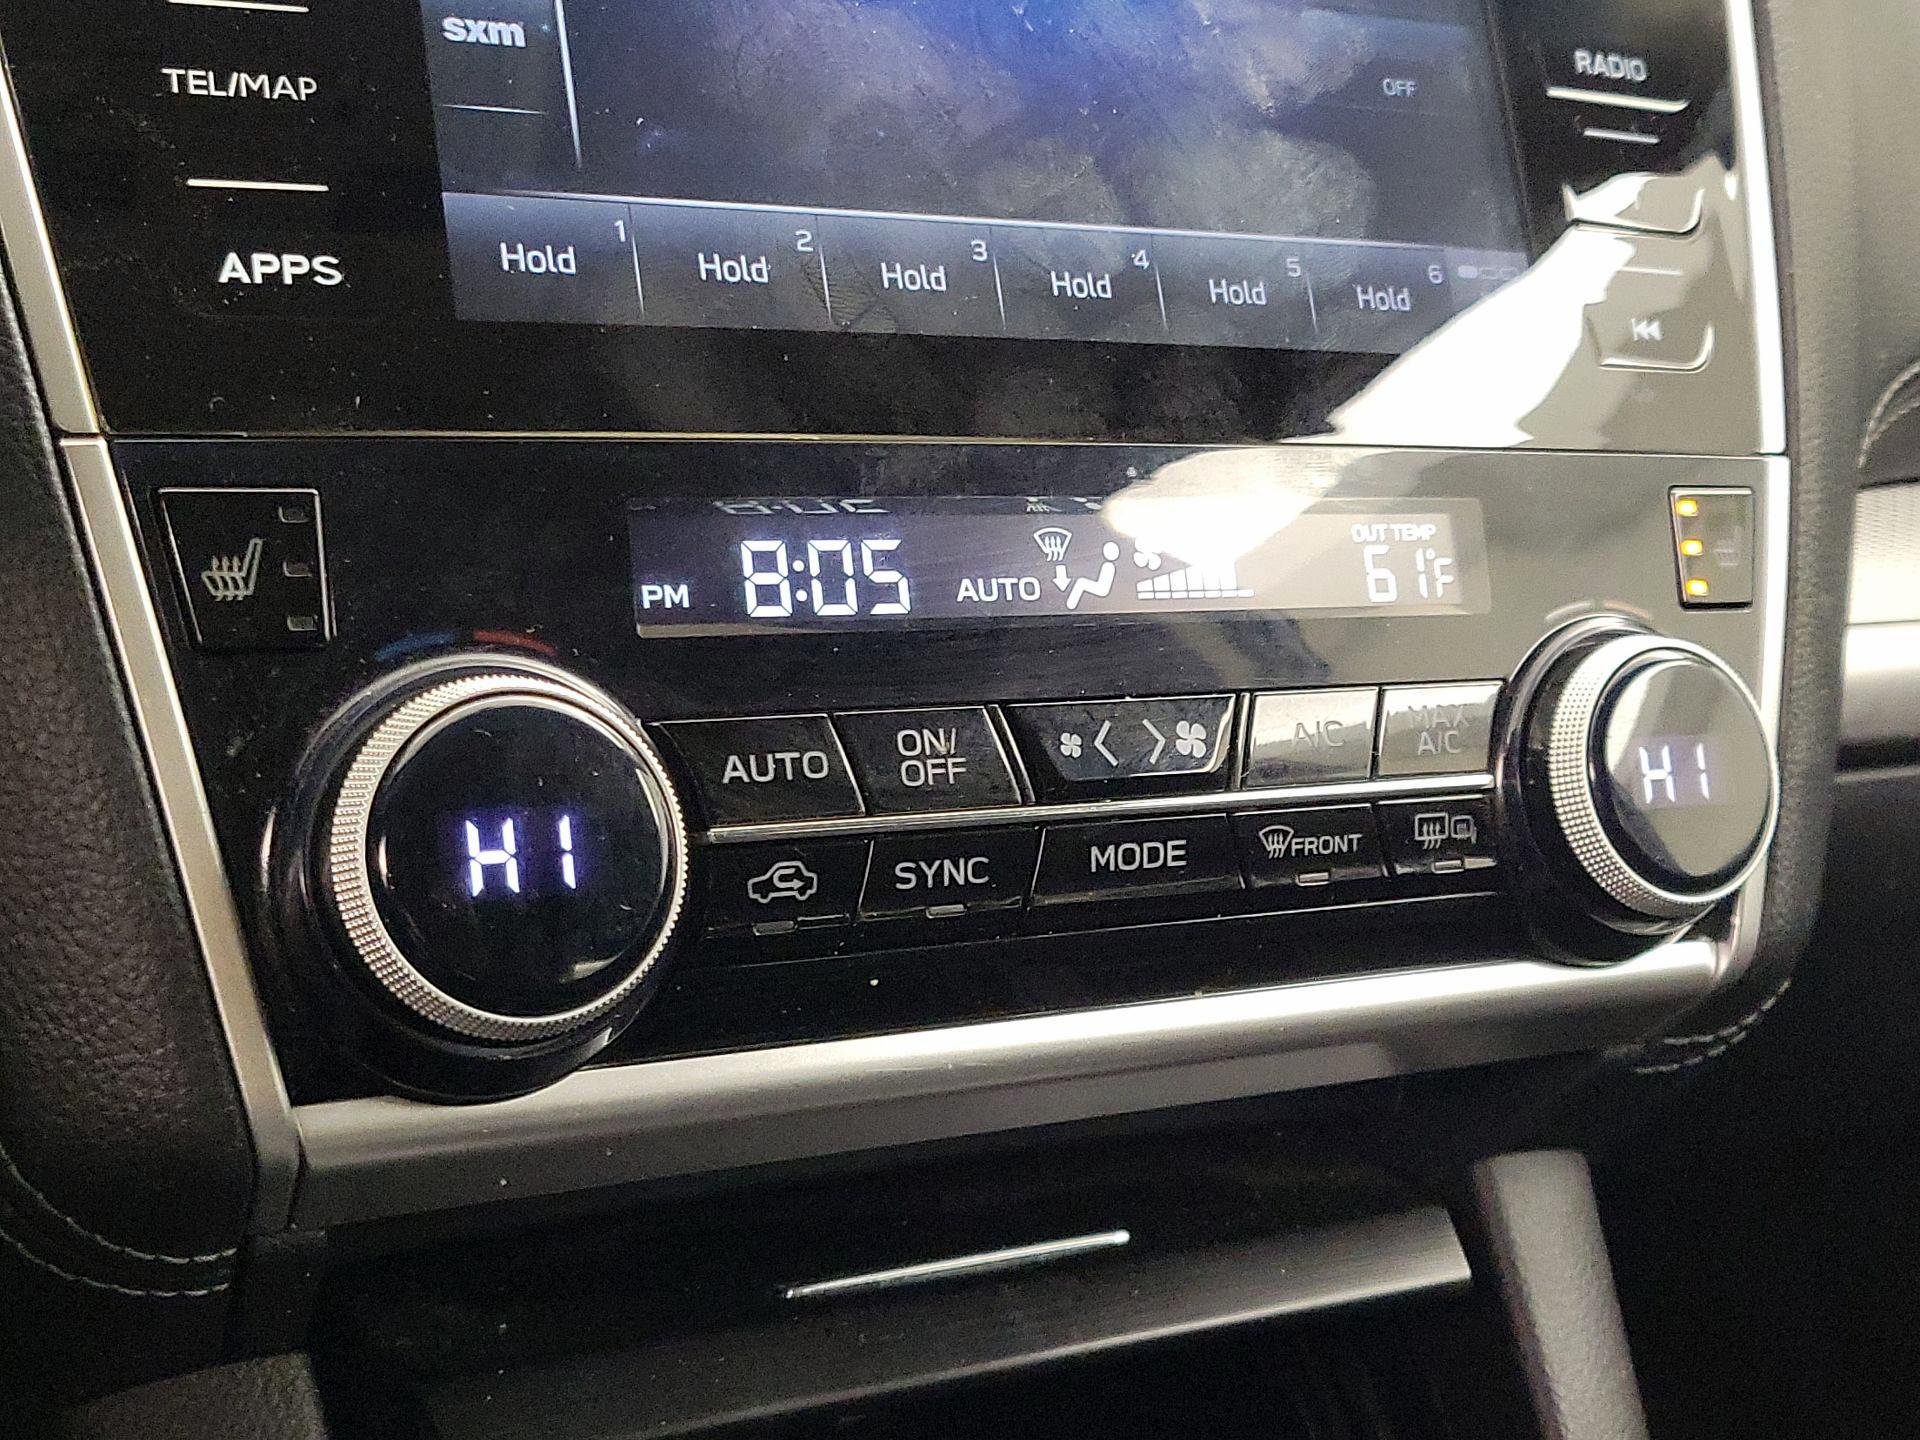 sxm
TEL/MAP
RADIO
OFF
APPS
Hold 1
Hold 2
Hold 3
Hold 4
Hold 5
Hold 6
PM 8:05
AUTO
OUT TEMP
61°F
HI
AUTO
ON/
OFF
A/C
MAX
A/C
HI
SYNC
MODE
FRONT